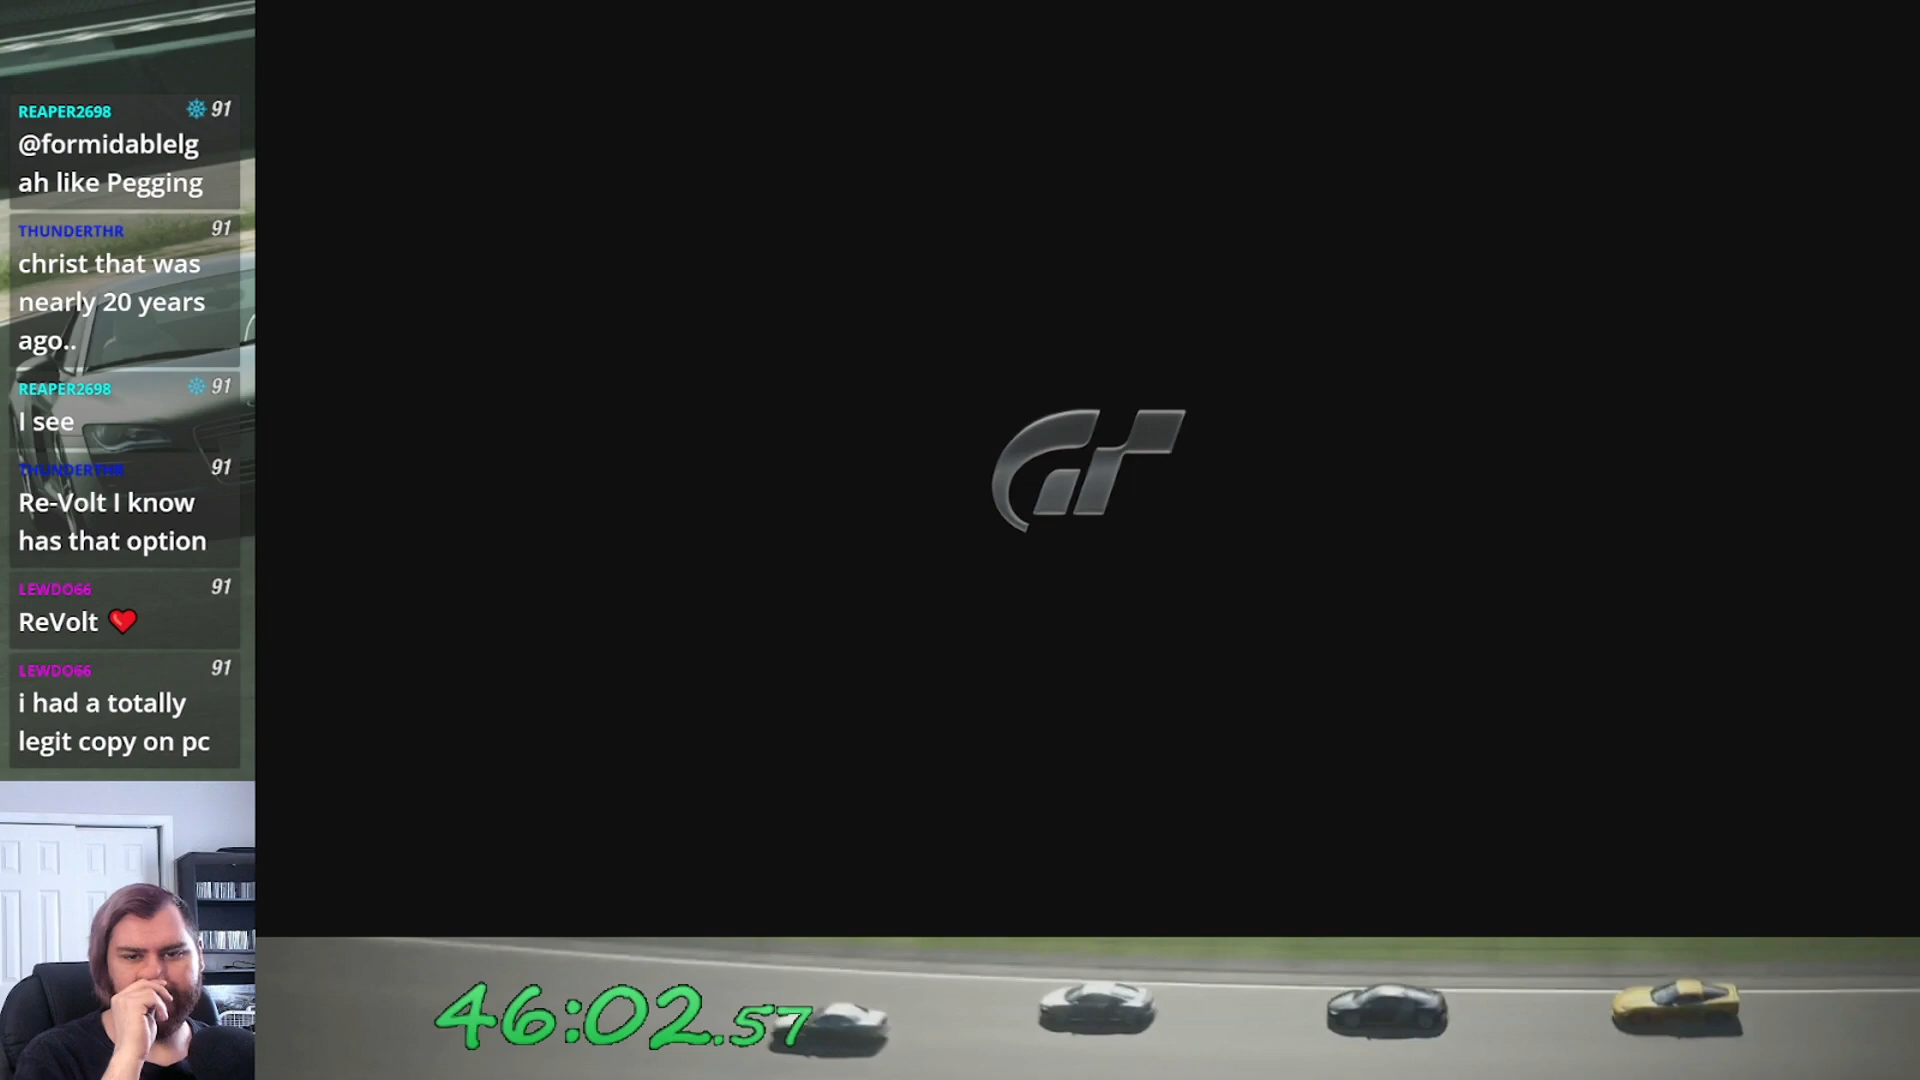 REAPER2698 91
@formidablelg
ah like Pegging
THUNDERTHR 91
christ that was
nearly 20 years
ago..
REAPER2698 91
I see
THUNDERTHR 91
Re-Volt I know
has that option
LEWDO66 91
ReVolt ❤️
LEWDO66 91
i had a totally
legit copy on pc
GT
46:02.57